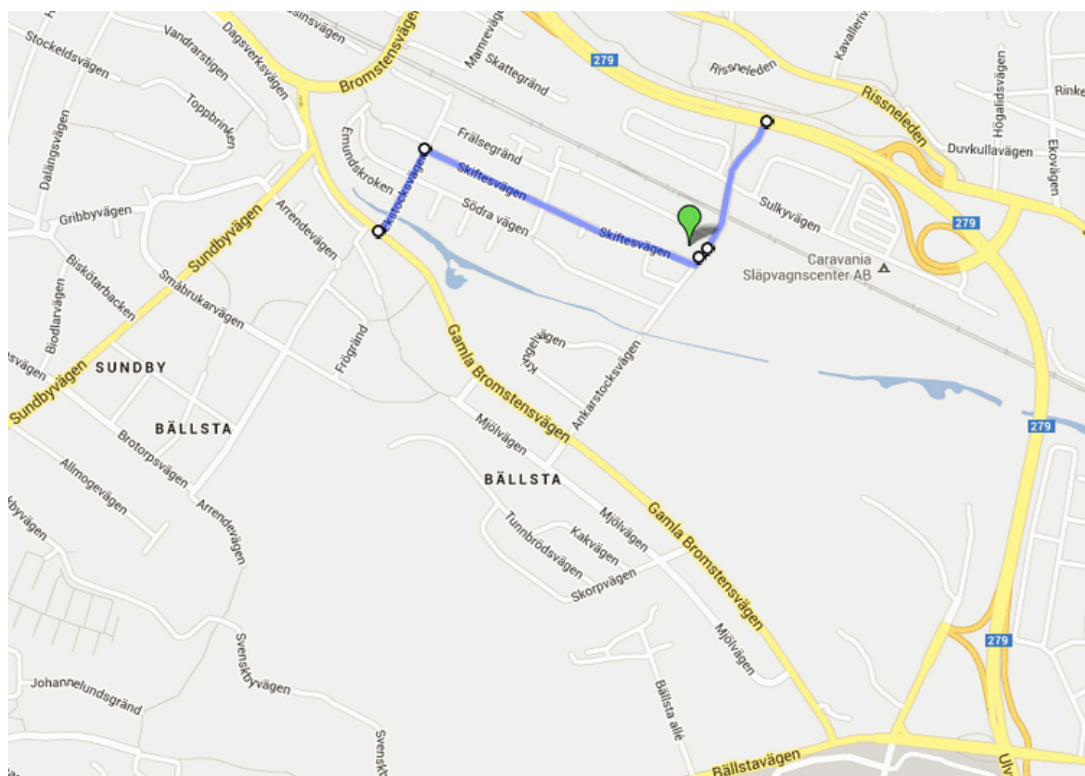 Stockeldsvägen
Vandrarstigen
Dagsverksvägen
Bromstensvägen
Mamrevägen
Skattegränd
279
Rissneleden
Kavallerivä
Rissneleden
Högalidsvägen
Rinke
Ekovägen
Duvkullavägen
Toppbrinken
Dalängsvägen
Emundskroken
Frälsegränd
Skiftesvägen
Gribbyvägen
Arrendevägen
Sundbyvägen
Södra vägen
Skiftesvägen
Sulkyvägen
279
Caravania
Släpvagnscenter AB
Biskötarbacken
Småbrukarvägen
Biodlarvägen
Frögränd
SUNDBY
Sundbyvägen
Gamla Bromstensvägen
Ankarstocksvägen
BÄLLSTA
Brotorpsvägen
Allmogevägen
Arrendevägen
Mjölvägen
BÄLLSTA
279
Tunnbrödsvägen
Kakvägen
Mjölvägen
Skorpvägen
Gamla Bromstensvägen
Mjölvägen
279
Svenskbyvägen
Johannelundsgränd
Bällsta allé
Bällstavägen
Ulv